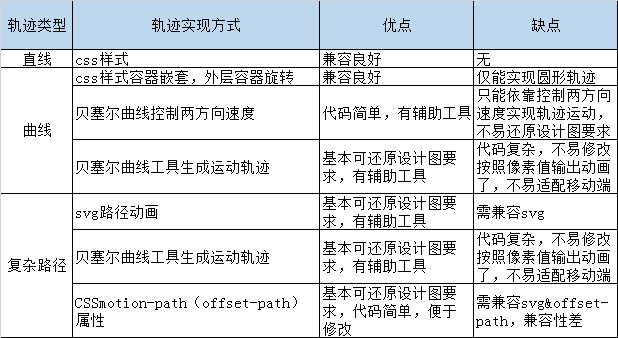 轨迹类型 轨迹实现方式 优点 缺点
直线 css样式 兼容良好 无
曲线
css样式容器嵌套，外层容器旋转 兼容良好 仅能实现圆形轨迹
贝塞尔曲线控制两方向速度 代码简单，有辅助工具
只能依靠控制两方向
速度实现轨迹运动，
不易还原设计图要求
贝塞尔曲线工具生成运动轨迹
基本可还原设计图要
求，有辅助工具
代码复杂，不易修改
按照像素值输出动画
了，不易适配移动端
复杂路径
svg路径动画
基本可还原设计图要
求，有辅助工具
需兼容svg
贝塞尔曲线工具生成运动轨迹
基本可还原设计图要
求，有辅助工具
代码复杂，不易修改
按照像素值输出动画
了，不易适配移动端
CSSmotion-path（offset-path）
属性
基本可还原设计图要
求，代码简单，便于
修改
需兼容svg&offset-
path，兼容性差